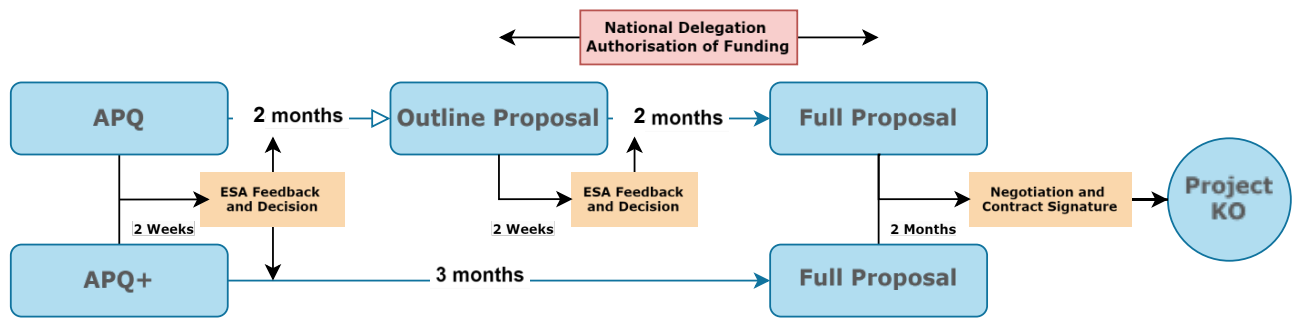 National Delegation
Authorisation of Funding
APQ
2 months
Outline Proposal
2 months
Full Proposal
ESA Feedback
and Decision
ESA Feedback
and Decision
Negotiation and
Contract Signature
Project
KO
2 Weeks
2 Weeks
2 Months
APQ+
3 months
Full Proposal